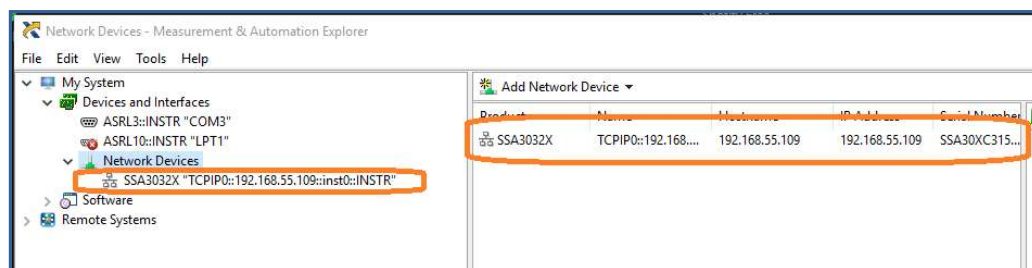 Network Devices - Measurement & Automation Explorer
File Edit View Tools Help
My System
Devices and Interfaces
ASRL3::INSTR "COM3"
ASRL10::INSTR "LPT1"
Network Devices
SSA3032X "TCPIP0::192.168.55.109::inst0::INSTR"
Software
Remote Systems
Add Network Device
Product Name Hostname IP Address Serial Number
SSA3032X TCPIP0::192.168.... 192.168.55.109 192.168.55.109 SSA30XC315...